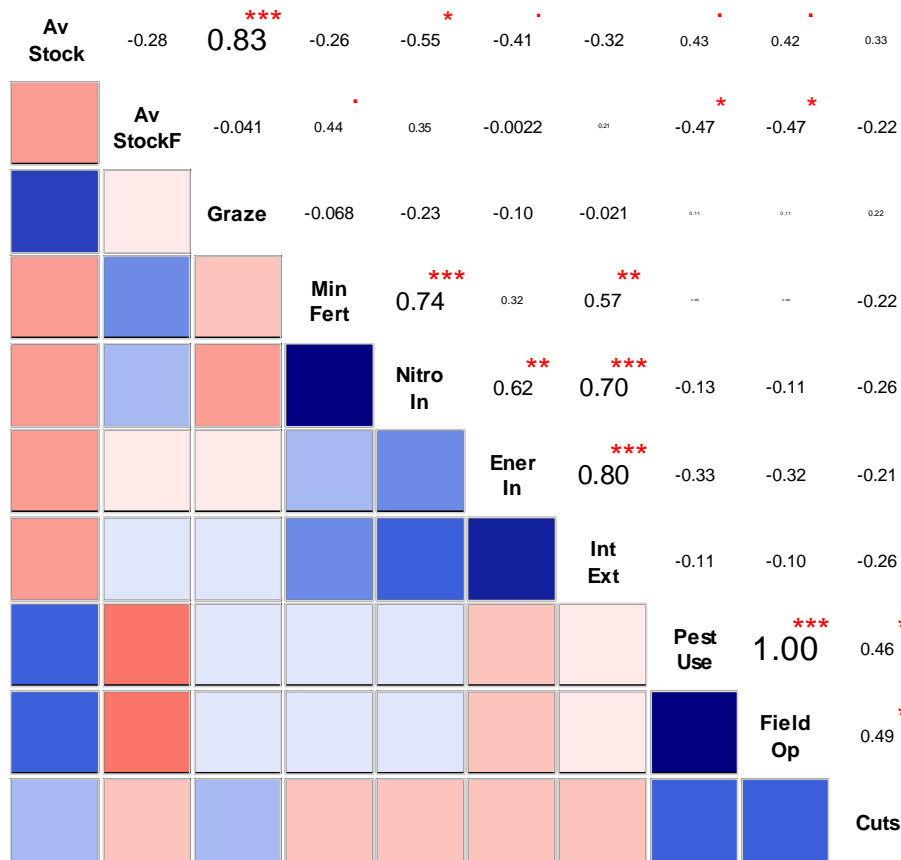 Av Stock -0.28 0.83*** -0.26 -0.55* -0.41. -0.32 0.43. 0.42. 0.33
Av StockF -0.041 0.44. 0.35 -0.0022 0.21 -0.47* -0.47* -0.22
Graze -0.068 -0.23 -0.10 -0.021 0.11 0.11 0.22
Min Fert 0.74*** 0.32 0.57** -0.22
Nitro In 0.62** 0.70*** -0.13 -0.11 -0.26
Ener In 0.80*** -0.33 -0.32 -0.21
Int Ext -0.11 -0.10 -0.26
Pest Use 1.00*** 0.46*
Field Op 0.49*
Cuts